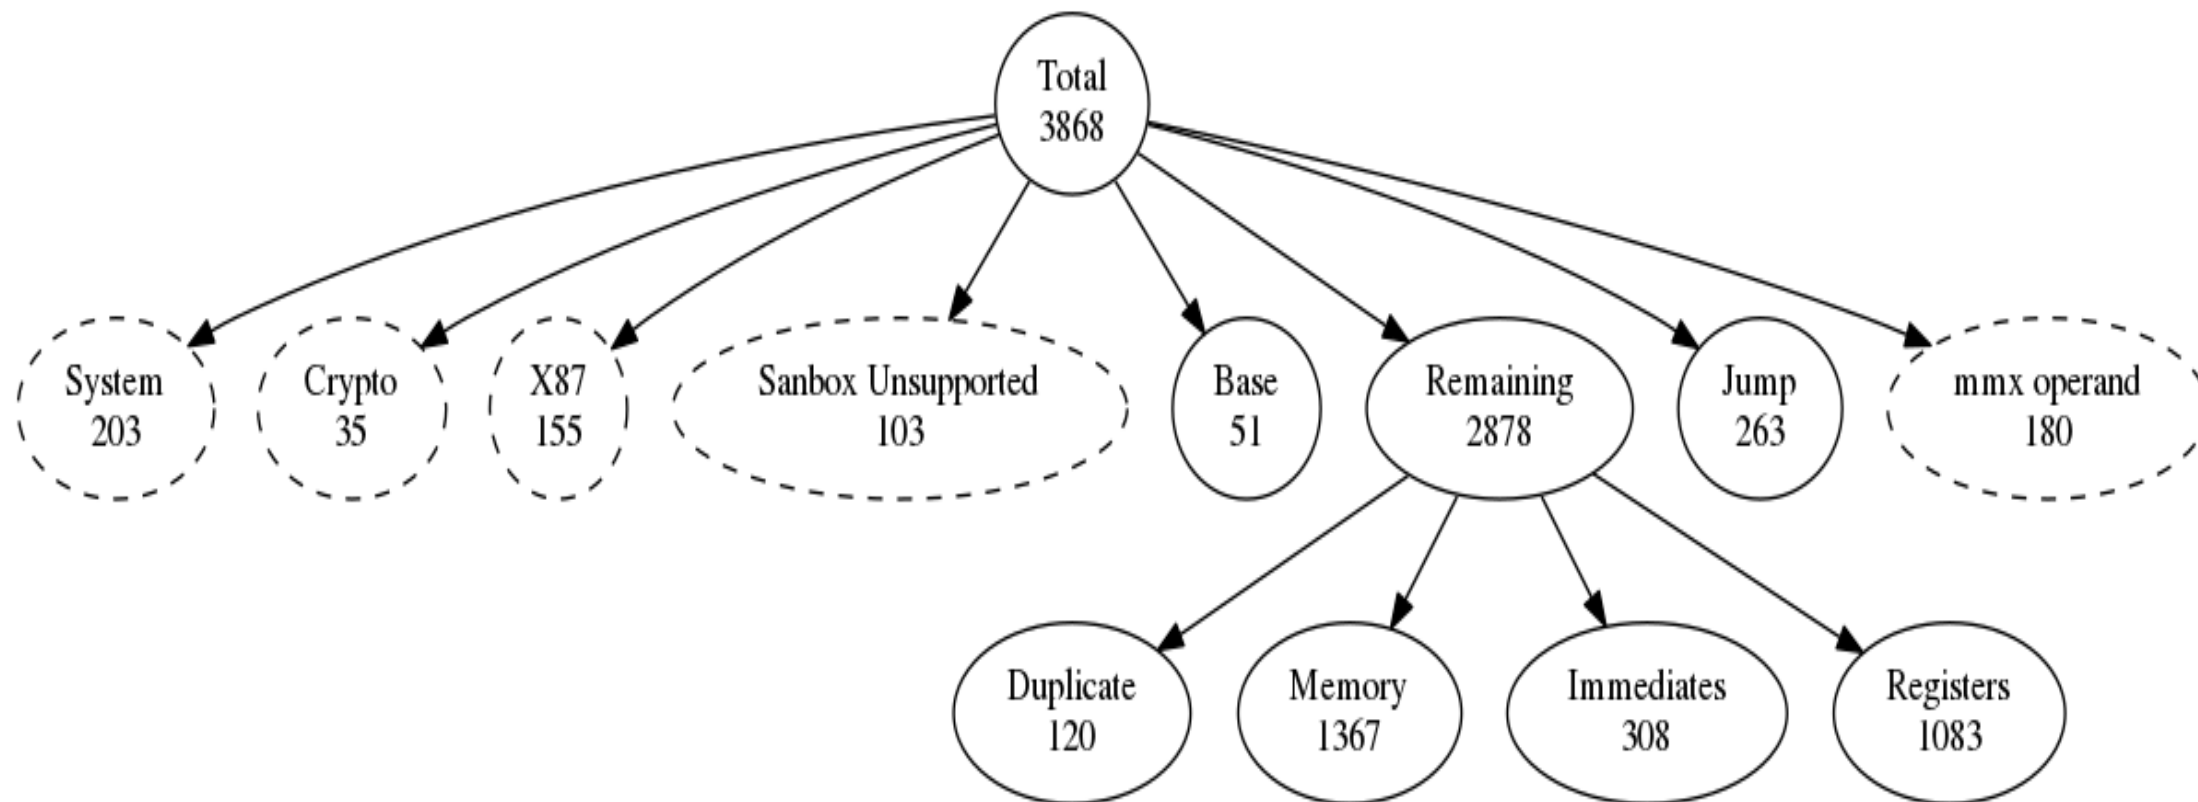 Total
3868
System
203
Crypto
35
X87
155
Sanbox Unsupported
103
Base
51
Remaining
2878
Jump
263
mmx operand
180
Duplicate
120
Memory
1367
Immediates
308
Registers
1083